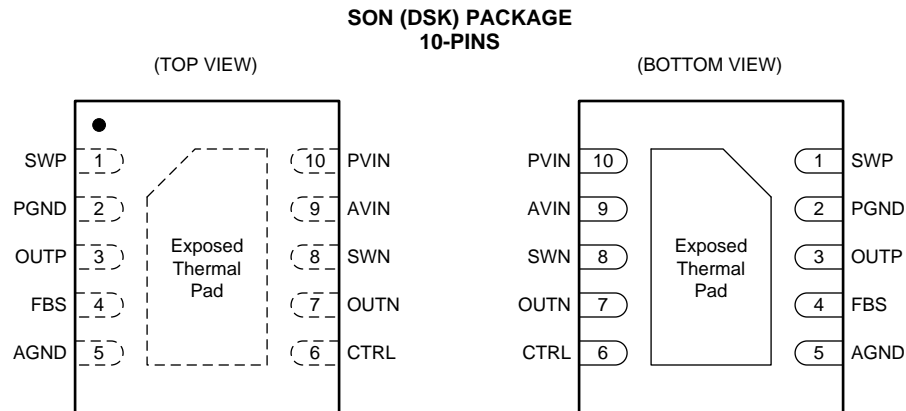 SON (DSK) PACKAGE
10-PINS
(TOP VIEW)
(BOTTOM VIEW)
SWP 1 10 PVIN
PGND 2 9 AVIN
OUTP 3 8 SWN
FBS 4 7 OUTN
AGND 5 6 CTRL
Exposed
Thermal
Pad
PVIN 10 1 SWP
AVIN 9 2 PGND
SWN 8 3 OUTP
OUTN 7 4 FBS
CTRL 6 5 AGND
Exposed
Thermal
Pad